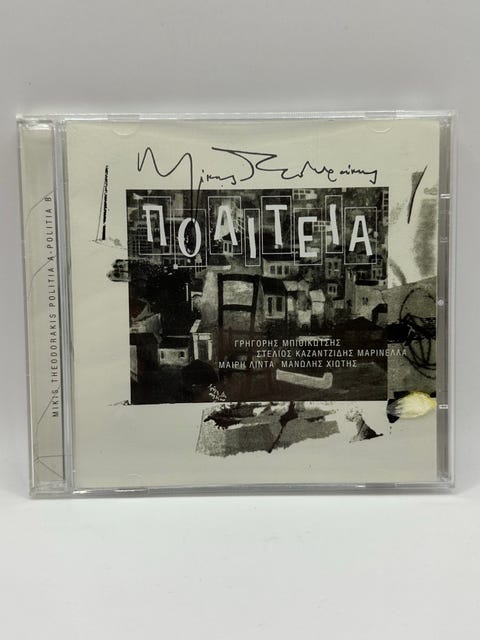 Μίκης Θεοδωράκης
ΠΟΛΙΤΕΙΑ
ΓΡΗΓΟΡΗΣ ΜΠΙΘΙΚΩΤΣΗΣ
ΣΤΕΛΙΟΣ ΚΑΖΑΝΤΖΙΔΗΣ ΜΑΡΙΝΕΛΛΑ
ΜΑΙΡΗ ΛΙΝΤΑ ΜΑΝΩΛΗΣ ΧΙΩΤΗΣ
MIKIS THEODORAKIS POLITIA A - POLITIA B